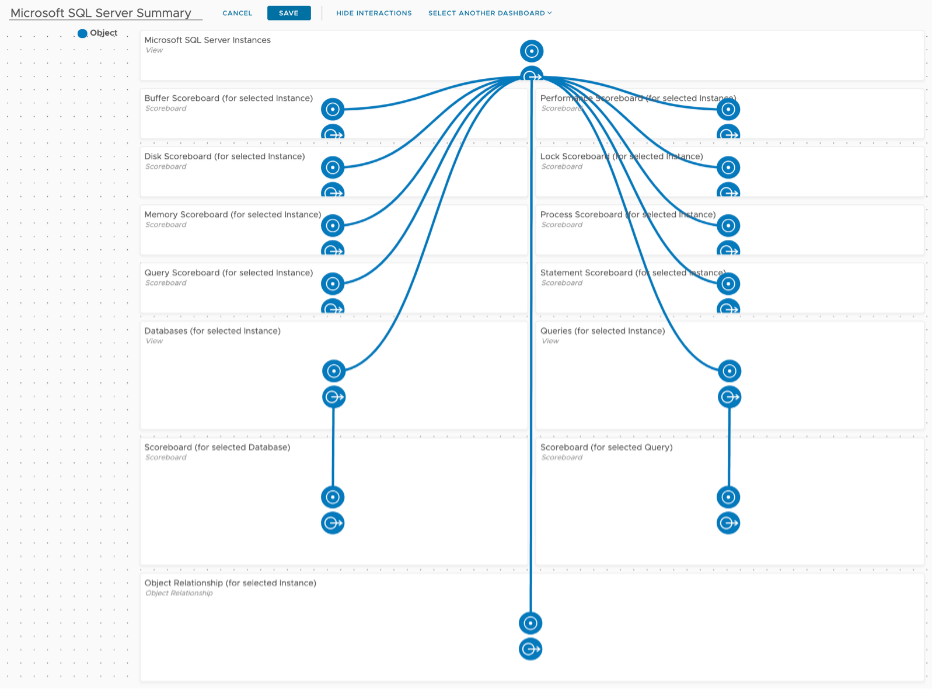 Microsoft SQL Server Summary CANCEL SAVE HIDE INTERACTIONS SELECT ANOTHER DASHBOARD
Object
Microsoft SQL Server Instances
View
Buffer Scoreboard (for selected Instance)
Scoreboard
Performance Scoreboard (for selected Instance)
Scoreboard
Disk Scoreboard (for selected Instance)
Scoreboard
Lock Scoreboard (for selected Instance)
Scoreboard
Memory Scoreboard (for selected Instance)
Scoreboard
Process Scoreboard (for selected Instance)
Scoreboard
Query Scoreboard (for selected Instance)
Scoreboard
Statement Scoreboard (for selected Instance)
Scoreboard
Databases (for selected Instance)
View
Queries (for selected Instance)
View
Scoreboard (for selected Database)
Scoreboard
Scoreboard (for selected Query)
Scoreboard
Object Relationship (for selected Instance)
Object Relationship